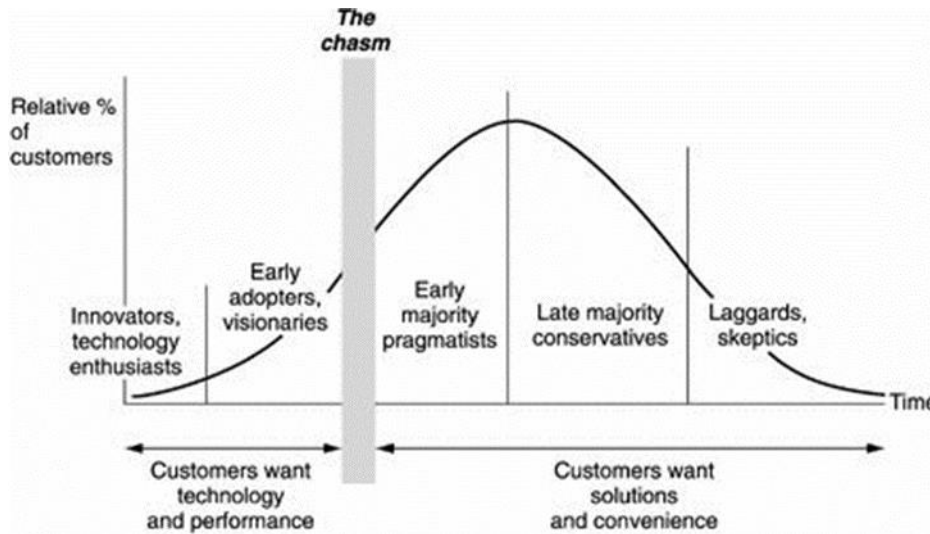 The
chasm
Relative %
of
customers
Innovators,
technology
enthusiasts
Early
adopters,
visionaries
Early
majority
pragmatists
Late majority
conservatives
Laggards,
skeptics
Time
Customers want
technology
and performance
Customers want
solutions
and convenience